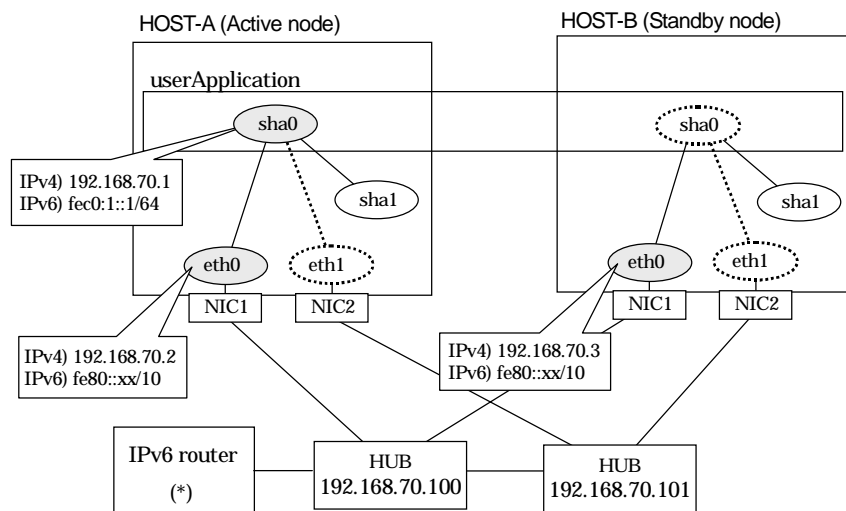 HOST-A (Active node)
HOST-B (Standby node)
userApplication
sha0
sha0
IPv4) 192.168.70.1
IPv6) fec0:1::1/64
sha1
sha1
eth0
eth1
eth0
eth1
NIC1
NIC2
NIC1
NIC2
IPv4) 192.168.70.2
IPv6) fe80::xx/10
IPv4) 192.168.70.3
IPv6) fe80::xx/10
IPv6 router
(*)
HUB
192.168.70.100
HUB
192.168.70.101